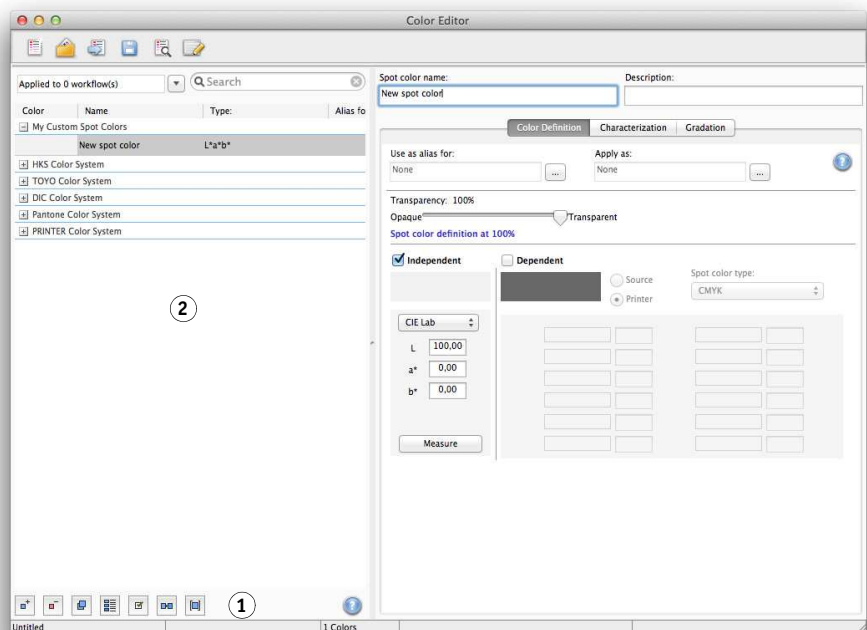 Color Editor
Applied to 0 workflow(s)
Search
Color Name Type: Alias fo
My Custom Spot Colors
New spot color L*a*b*
HKS Color System
TOYO Color System
DIC Color System
Pantone Color System
PRINTER Color System
2
1
Untitled
1 Colors
Spot color name: Description:
New spot color
Color Definition Characterization Gradation
Use as alias for: Apply as:
None ... None ...
?
Transparency: 100%
Opaque Transparent
Spot color definition at 100%
Independent Dependent
Source
Printer
Spot color type:
CMYK
CIE Lab
L 100,00
a* 0,00
b* 0,00
Measure
?